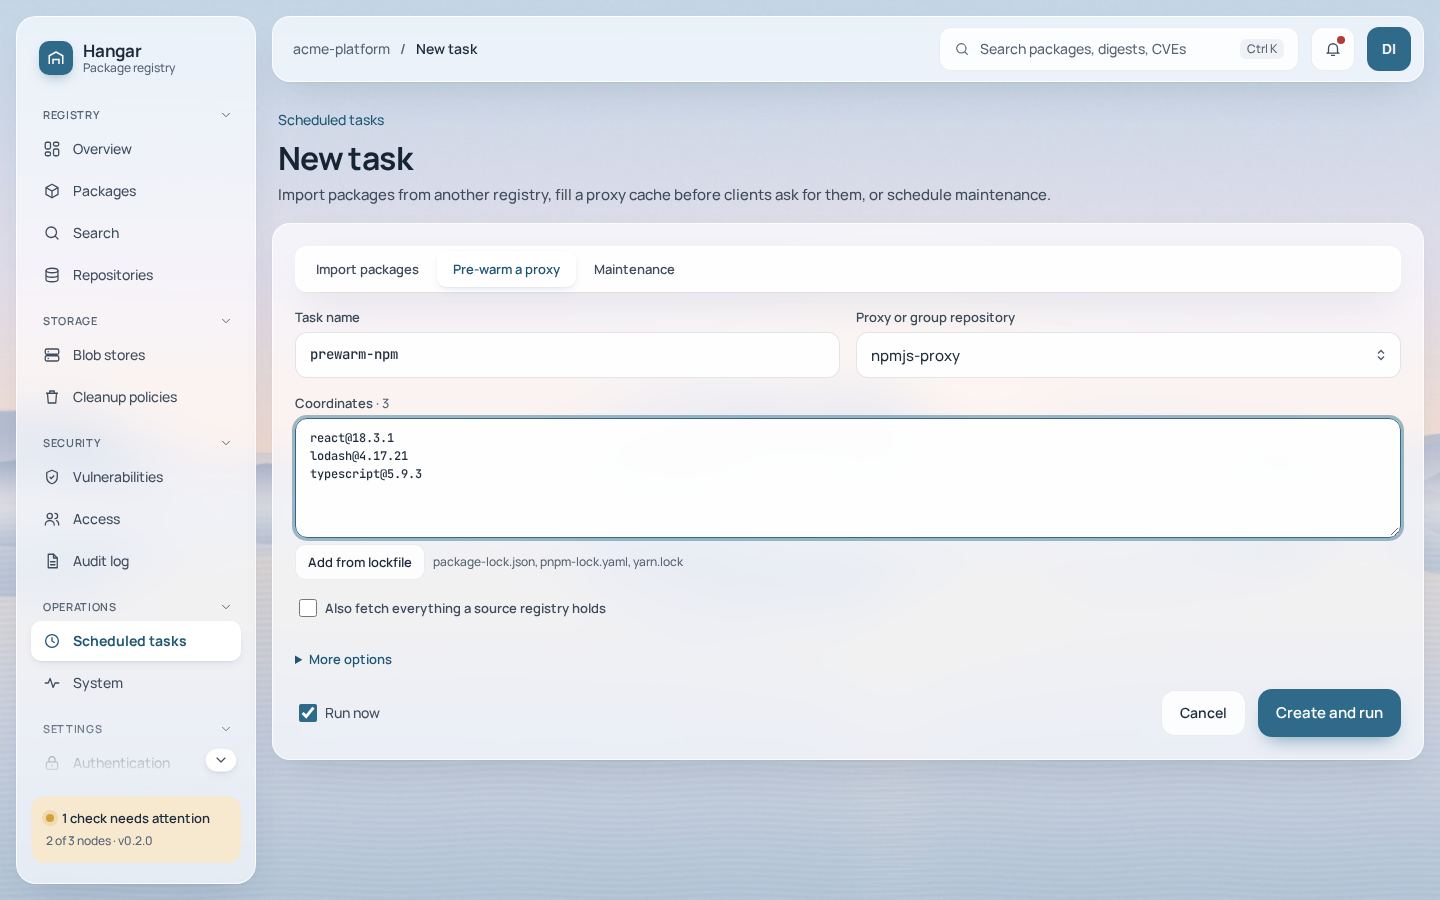 Hangar
Package registry
REGISTRY
Overview
Packages
Search
Repositories
STORAGE
Blob stores
Cleanup policies
SECURITY
Vulnerabilities
Access
Audit log
OPERATIONS
Scheduled tasks
System
SETTINGS
Authentication
1 check needs attention
2 of 3 nodes · v0.2.0
acme-platform / New task
Search packages, digests, CVEs
Ctrl K
DI
Scheduled tasks
New task
Import packages from another registry, fill a proxy cache before clients ask for them, or schedule maintenance.
Import packages
Pre-warm a proxy
Maintenance
Task name
Proxy or group repository
prewarm-npm
npmjs-proxy
Coordinates · 3
react@18.3.1
lodash@4.17.21
typescript@5.9.3
Add from lockfile
package-lock.json, pnpm-lock.yaml, yarn.lock
Also fetch everything a source registry holds
More options
Run now
Cancel
Create and run